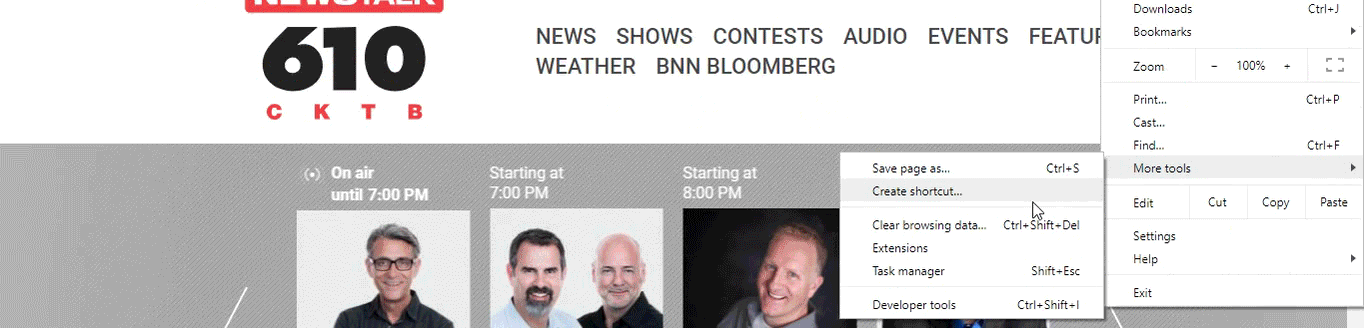 NEWSTALK
610
CKTB
NEWS SHOWS CONTESTS AUDIO EVENTS FEATUR
WEATHER BNN BLOOMBERG
On air
until 7:00 PM
Starting at
7:00 PM
Starting at
8:00 PM
Save page as... Ctrl+S
Create shortcut...
Clear browsing data... Ctrl+Shift+Del
Extensions
Task manager Shift+Esc
Developer tools Ctrl+Shift+I
Downloads Ctrl+J
Bookmarks
Zoom - 100% +
Print... Ctrl+P
Cast...
Find... Ctrl+F
More tools
Edit Cut Copy Paste
Settings
Help
Exit